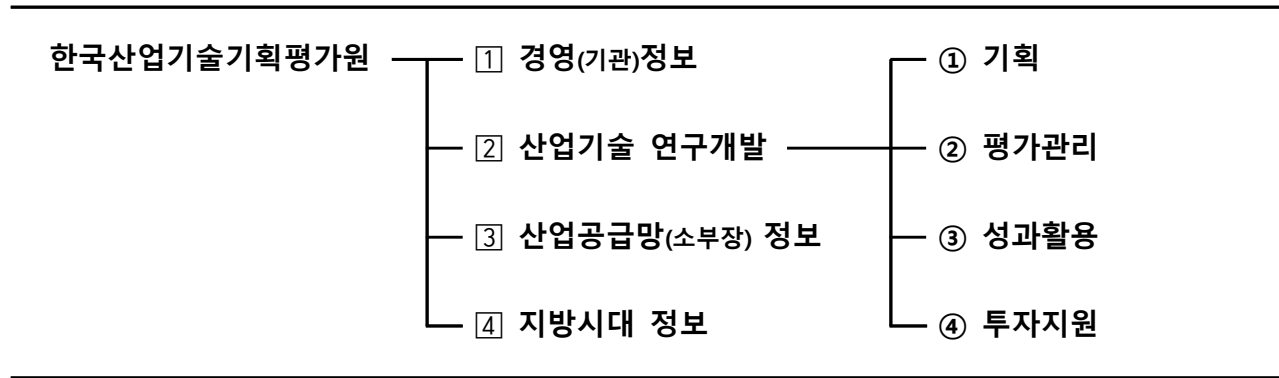 한국산업기술기획평가원
1 경영(기관)정보
2 산업기술 연구개발
3 산업공급망(소부장) 정보
4 지방시대 정보
① 기획
② 평가관리
③ 성과활용
④ 투자지원